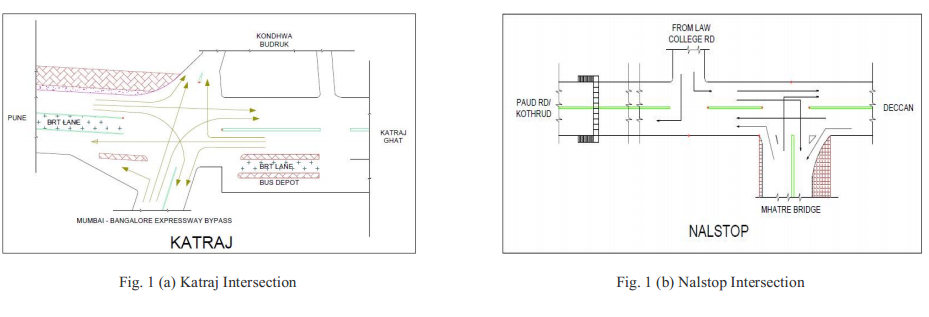 KONDHWA
BUDRUK
PUNE
BRT LANE
KATRAJ
GHAT
BRT LANE
BUS DEPOT
MUMBAI - BANGALORE EXPRESSWAY BYPASS
KATRAJ
Fig. 1 (a) Katraj Intersection
FROM LAW
COLLEGE RD
PAUD RD/
KOTHRUD
DECCAN
MHATRE BRIDGE
NALSTOP
Fig. 1 (b) Nalstop Intersection